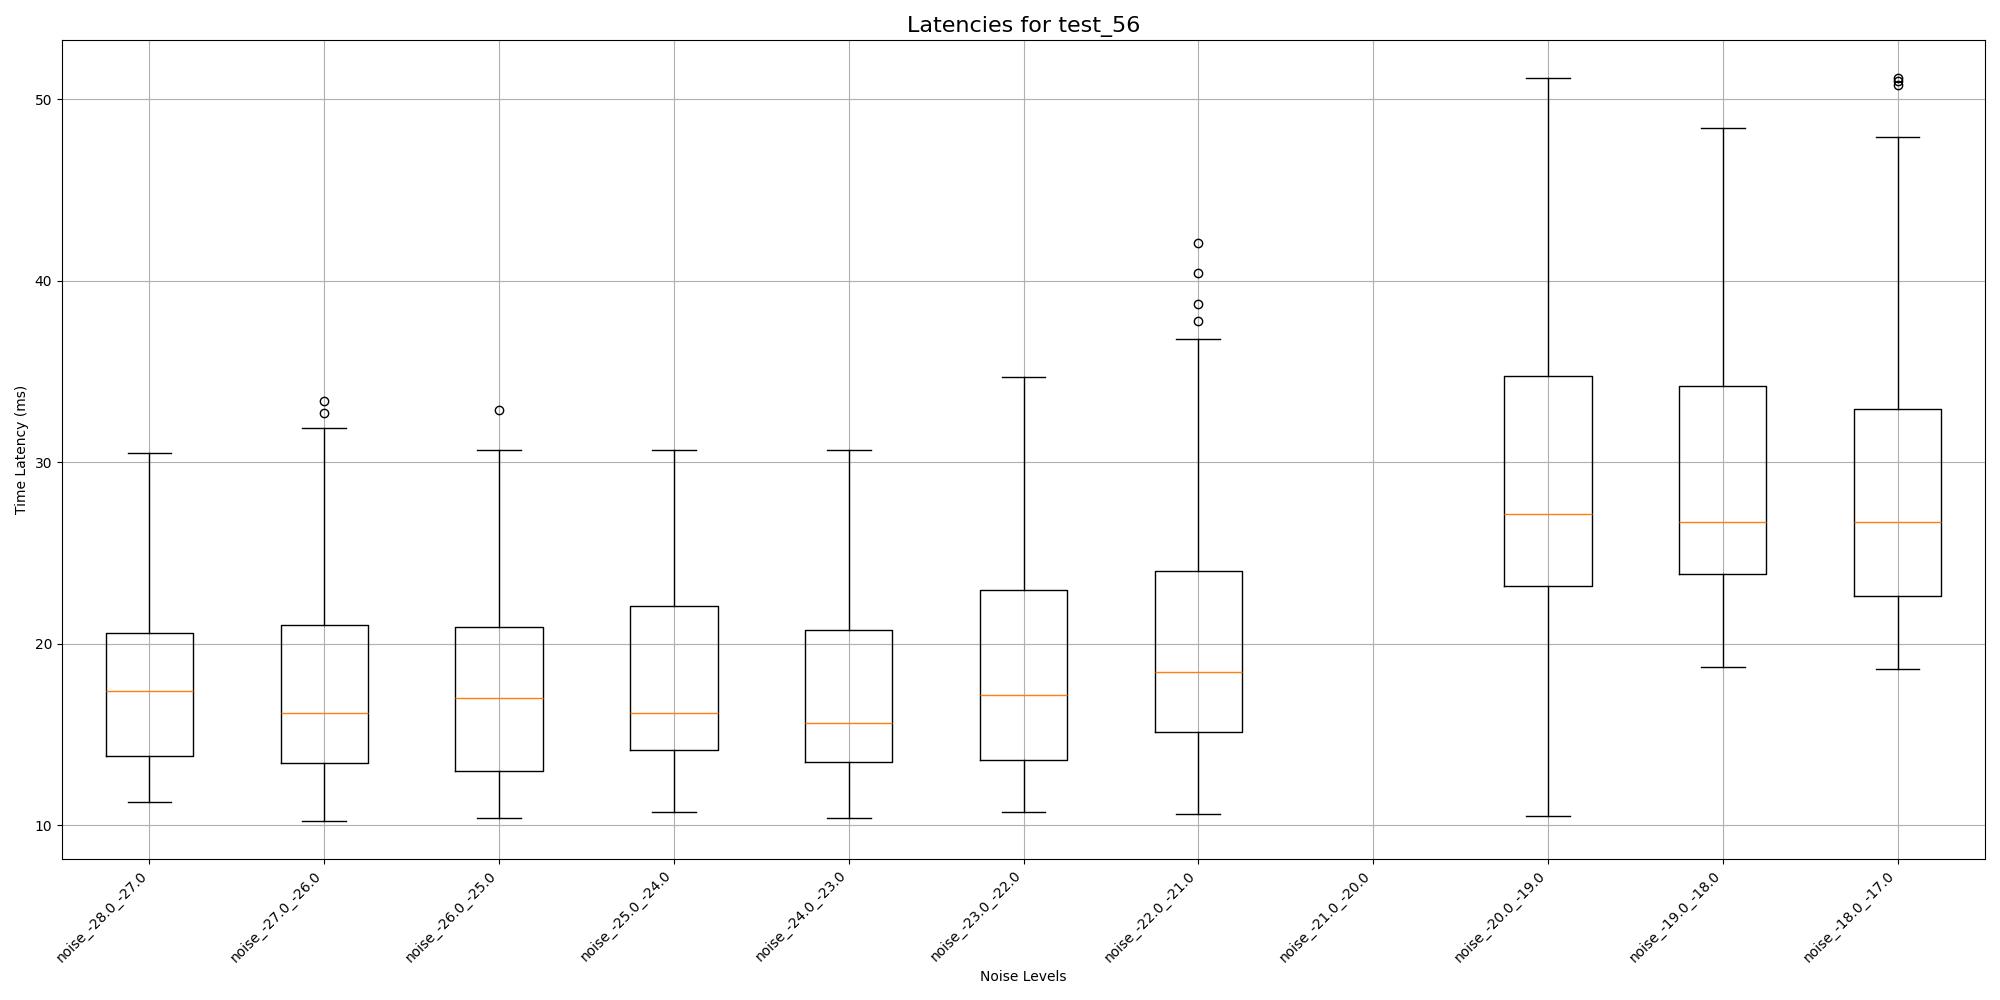 Latencies for test_56
50
40
30
20
10
Time Latency (ms)
noise_-28.0_-27.0
noise_-27.0_-26.0
noise_-26.0_-25.0
noise_-25.0_-24.0
noise_-24.0_-23.0
noise_-23.0_-22.0
noise_-22.0_-21.0
noise_-21.0_-20.0
noise_-20.0_-19.0
noise_-19.0_-18.0
noise_-18.0_-17.0
Noise Levels